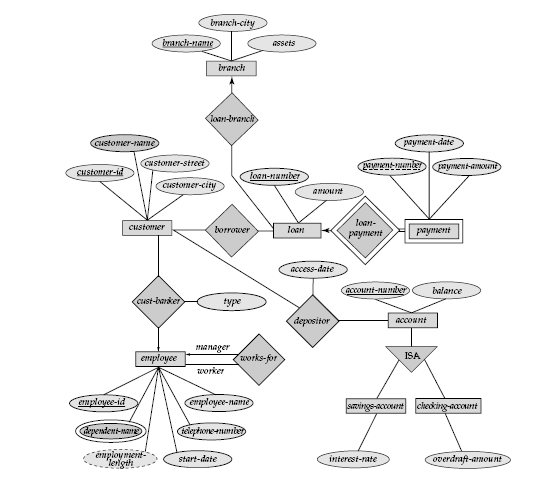 branch-city
branch-name
assets
branch
loan-branch
customer-name
payment-date
customer-street
customer-id
payment-number
payment-amount
loan-number
customer-city
amount
customer
borrower
loan
loan-
payment
payment
access-date
account-number
balance
cust-banker
type
depositor
account
manager
employee
works-for
worker
ISA
employee-id
employee-name
savings-account
checking-account
dependent-name
telephone-number
employment-
length
start-date
interest-rate
overdraft-amount